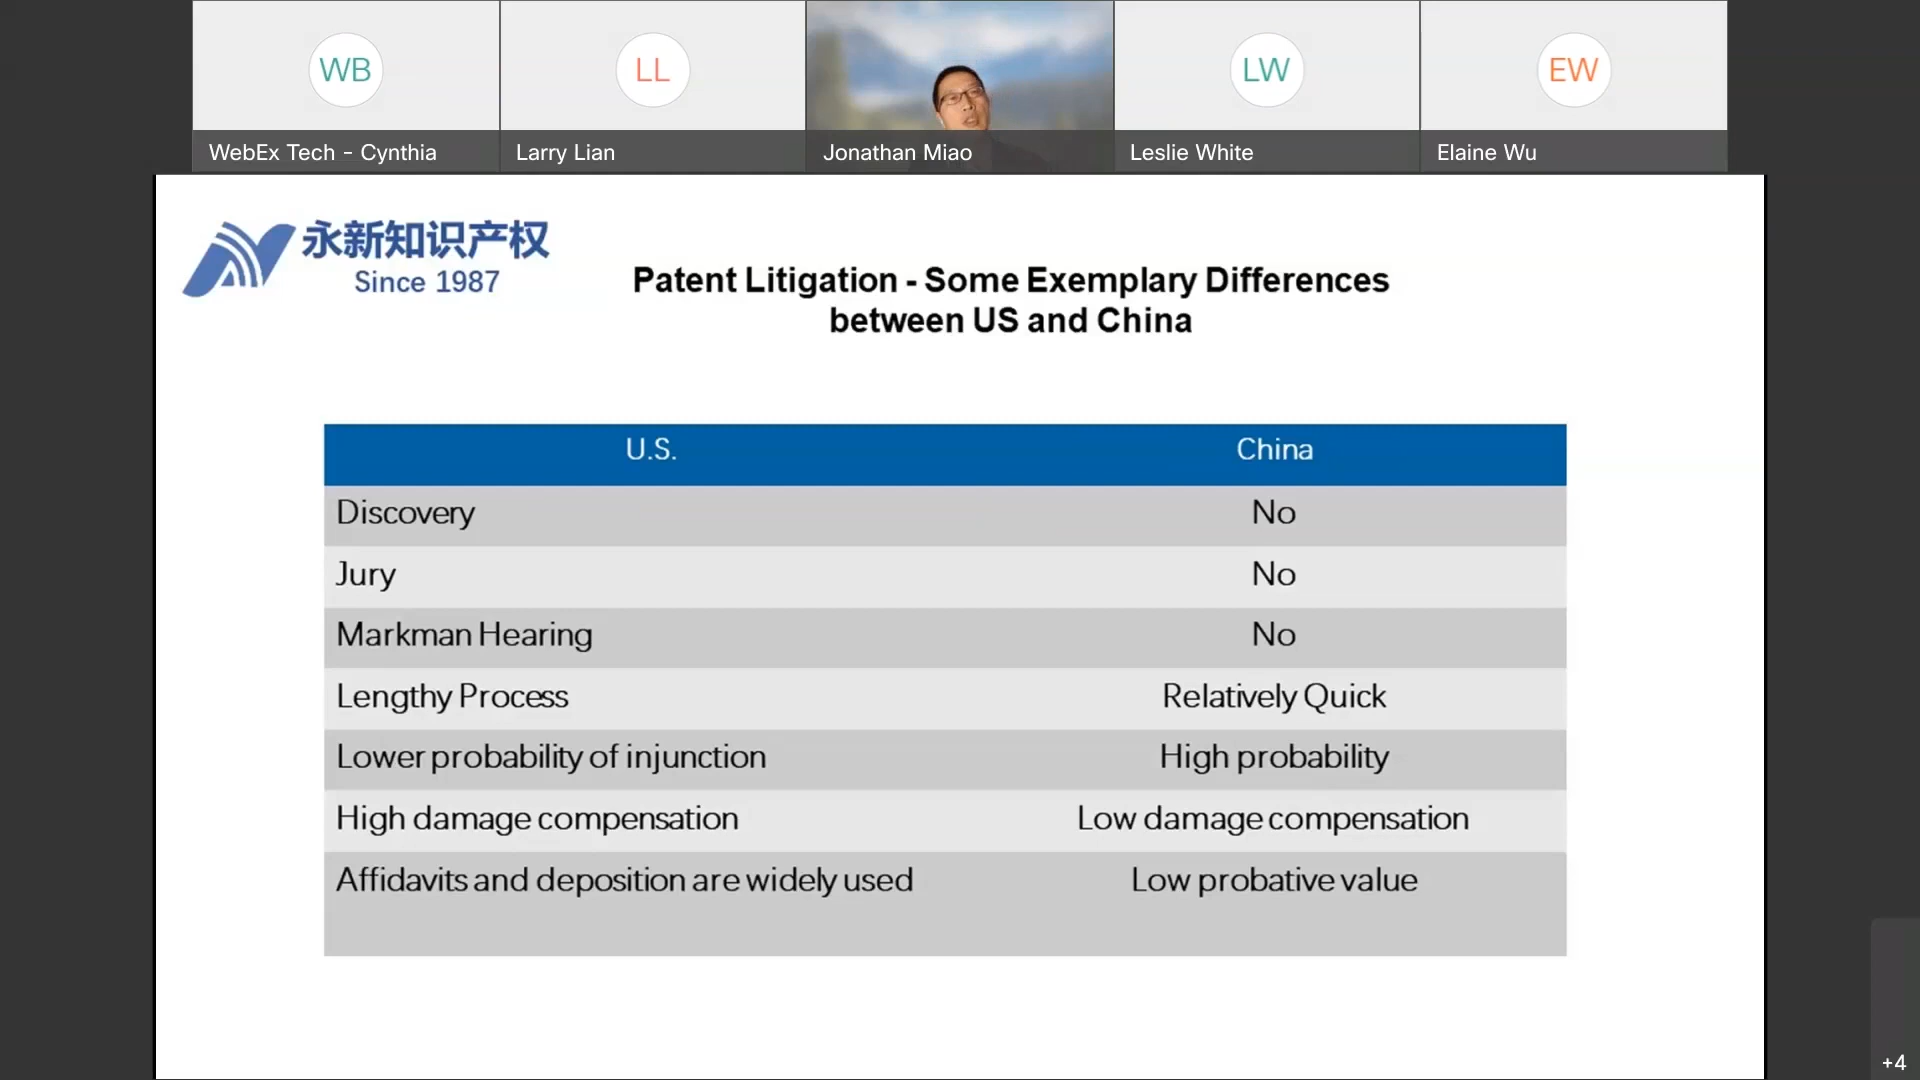 WB
LL
LW
EW
WebEx Tech - Cynthia
Larry Lian
Jonathan Miao
Leslie White
Elaine Wu
永新知识产权
Since 1987
Patent Litigation - Some Exemplary Differences
between US and China
U.S. China
Discovery No
Jury No
Markman Hearing No
Lengthy Process Relatively Quick
Lower probability of injunction High probability
High damage compensation Low damage compensation
Affidavits and deposition are widely used Low probative value
+4